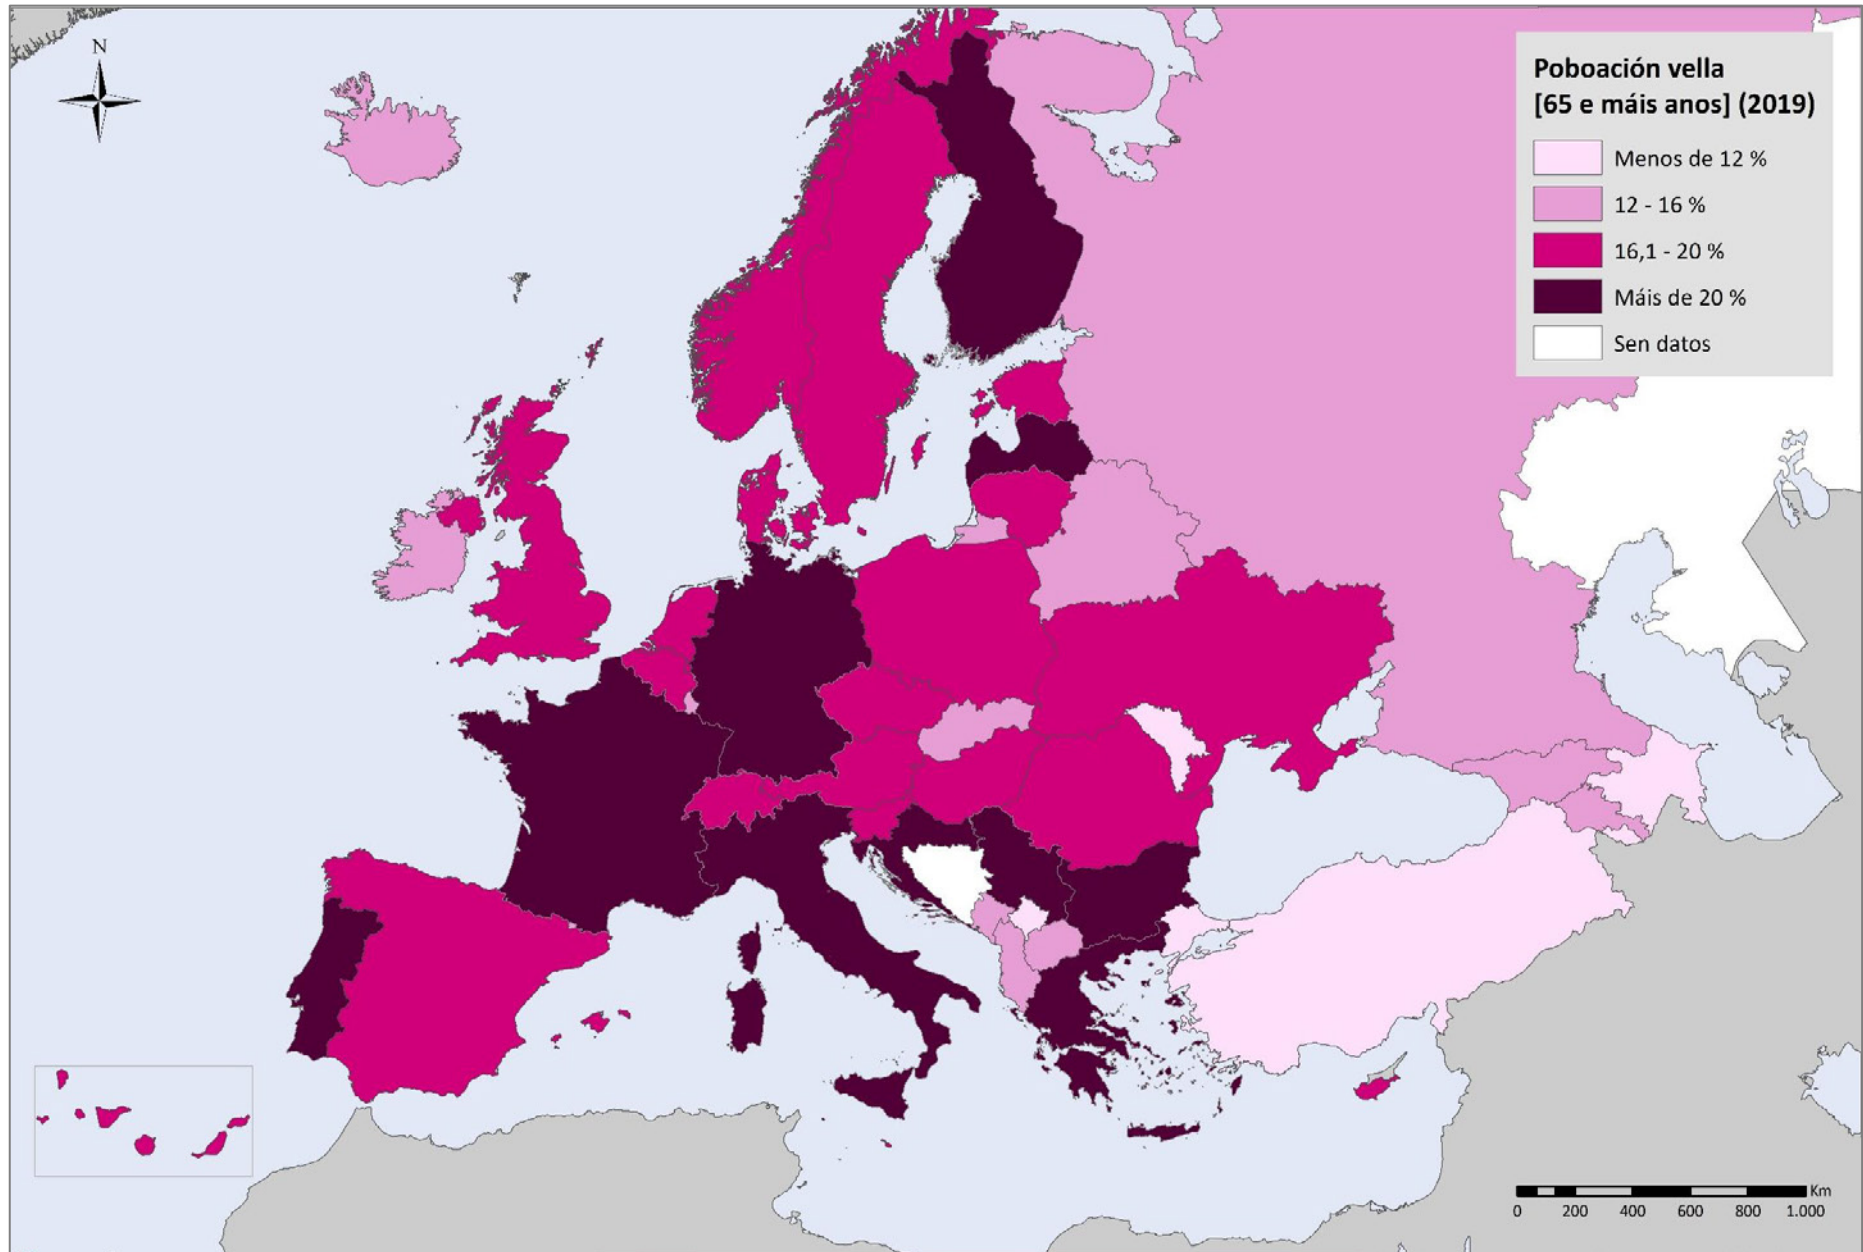 N
Poboación vella
[65 e máis anos] (2019)
Menos de 12 %
12 - 16 %
16,1 - 20 %
Máis de 20 %
Sen datos
Km
0 200 400 600 800 1.000